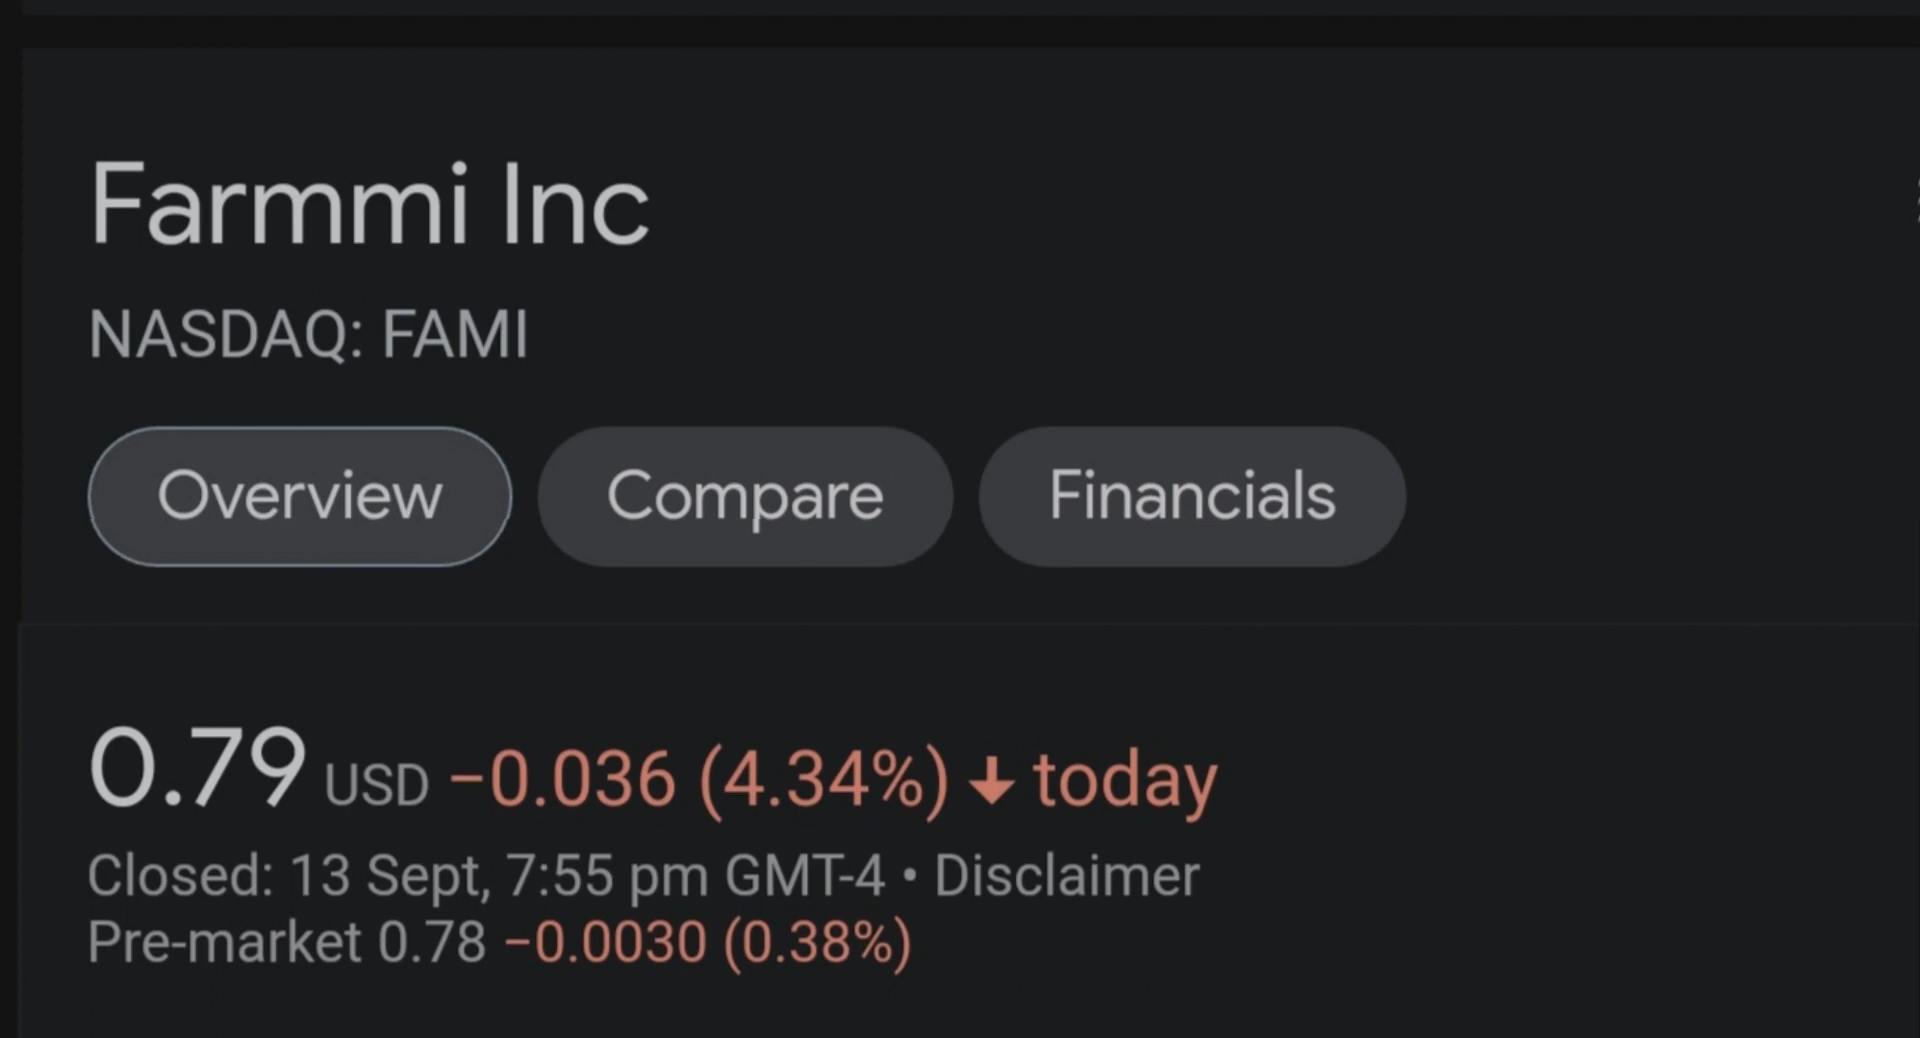 Farmmi Inc
NASDAQ: FAMI
Overview Compare Financials
0.79 USD −0.036 (4.34%) ↓ today
Closed: 13 Sept, 7:55 pm GMT-4 • Disclaimer
Pre-market 0.78 −0.0030 (0.38%)